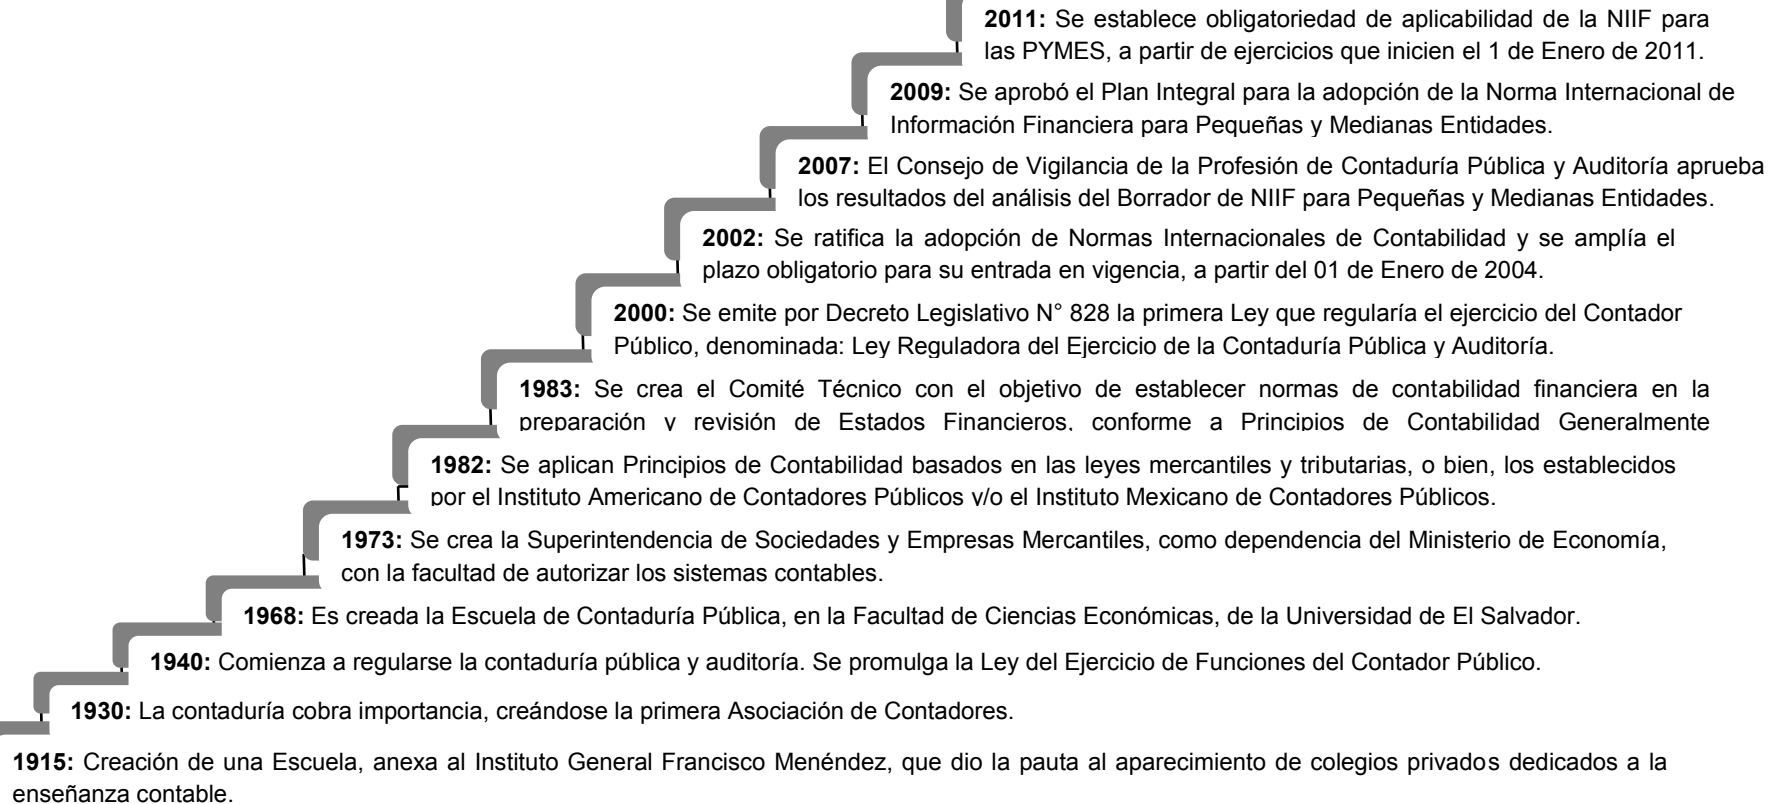 2011: Se establece obligatoriedad de aplicabilidad de la NIIF para
las PYMES, a partir de ejercicios que inicien el 1 de Enero de 2011.
2009: Se aprobó el Plan Integral para la adopción de la Norma Internacional de
Información Financiera para Pequeñas y Medianas Entidades.
2007: El Consejo de Vigilancia de la Profesión de Contaduría Pública y Auditoría aprueba
los resultados del análisis del Borrador de NIIF para Pequeñas y Medianas Entidades.
2002: Se ratifica la adopción de Normas Internacionales de Contabilidad y se amplía el
plazo obligatorio para su entrada en vigencia, a partir del 01 de Enero de 2004.
2000: Se emite por Decreto Legislativo N° 828 la primera Ley que regularía el ejercicio del Contador
Público, denominada: Ley Reguladora del Ejercicio de la Contaduría Pública y Auditoría.
1983: Se crea el Comité Técnico con el objetivo de establecer normas de contabilidad financiera en la
preparación y revisión de Estados Financieros, conforme a Principios de Contabilidad Generalmente
1982: Se aplican Principios de Contabilidad basados en las leyes mercantiles y tributarias, o bien, los establecidos
por el Instituto Americano de Contadores Públicos y/o el Instituto Mexicano de Contadores Públicos.
1973: Se crea la Superintendencia de Sociedades y Empresas Mercantiles, como dependencia del Ministerio de Economía,
con la facultad de autorizar los sistemas contables.
1968: Es creada la Escuela de Contaduría Pública, en la Facultad de Ciencias Económicas, de la Universidad de El Salvador.
1940: Comienza a regularse la contaduría pública y auditoría. Se promulga la Ley del Ejercicio de Funciones del Contador Público.
1930: La contaduría cobra importancia, creándose la primera Asociación de Contadores.
1915: Creación de una Escuela, anexa al Instituto General Francisco Menéndez, que dio la pauta al aparecimiento de colegios privados dedicados a la
enseñanza contable.